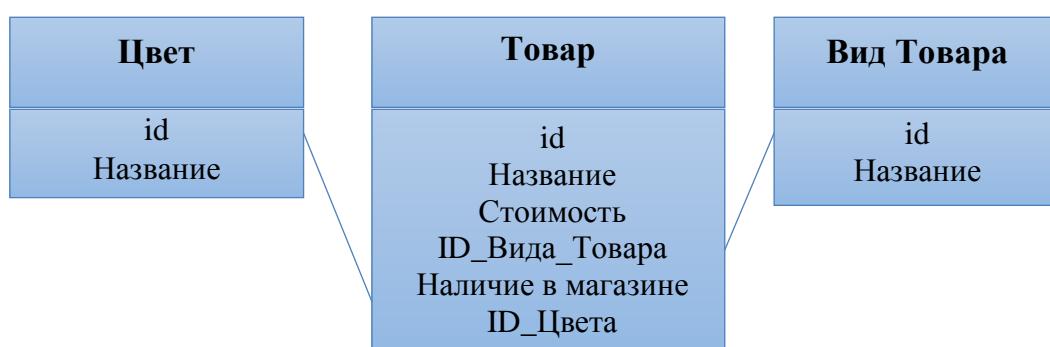 Цвет
id
Название
Товар
id
Название
Стоимость
ID_Вида_Товара
Наличие в магазине
ID_Цвета
Вид Товара
id
Название